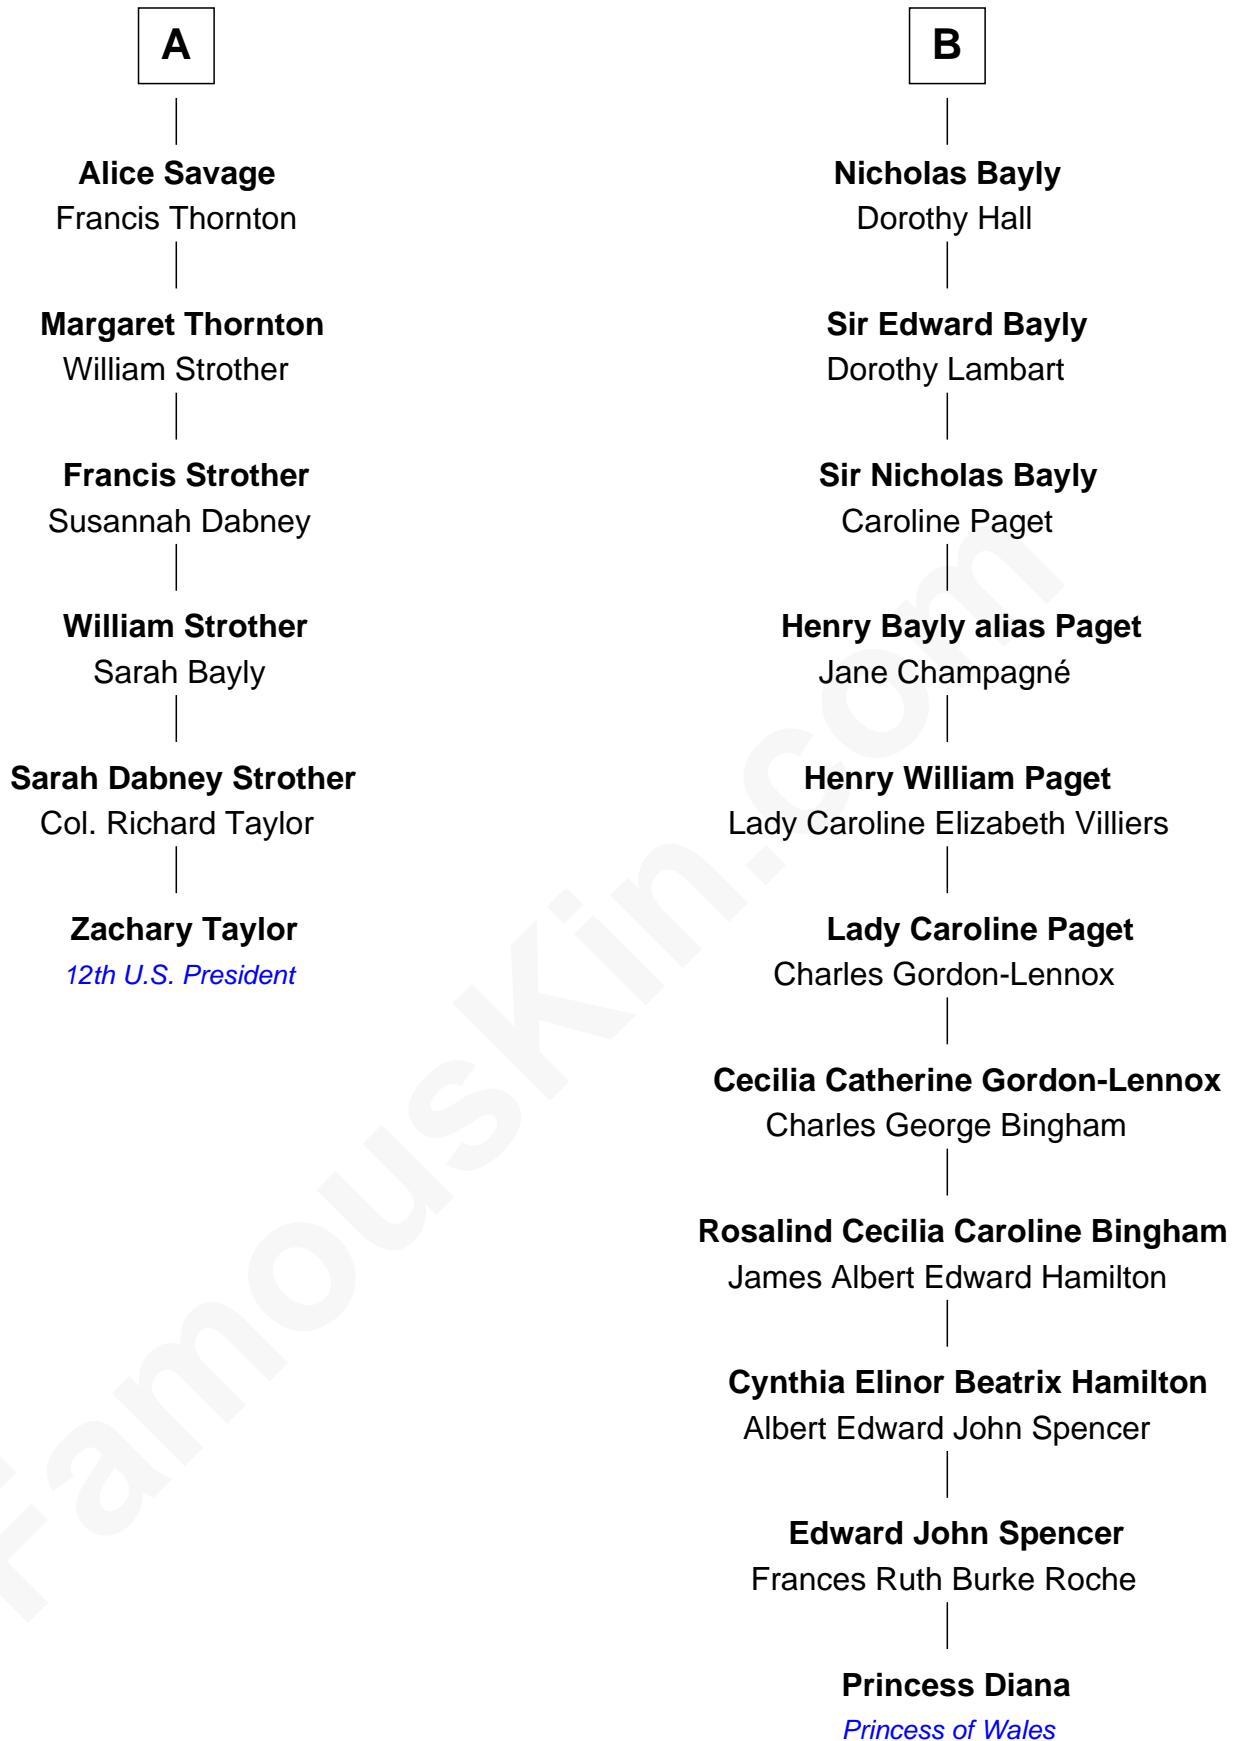 A
Alice Savage
Francis Thornton
Margaret Thornton
William Strother
Francis Strother
Susannah Dabney
William Strother
Sarah Bayly
Sarah Dabney Strother
Col. Richard Taylor
Zachary Taylor
12th U.S. President
B
Nicholas Bayly
Dorothy Hall
Sir Edward Bayly
Dorothy Lambart
Sir Nicholas Bayly
Caroline Paget
Henry Bayly alias Paget
Jane Champagné
Henry William Paget
Lady Caroline Elizabeth Villiers
Lady Caroline Paget
Charles Gordon-Lennox
Cecilia Catherine Gordon-Lennox
Charles George Bingham
Rosalind Cecilia Caroline Bingham
James Albert Edward Hamilton
Cynthia Elinor Beatrix Hamilton
Albert Edward John Spencer
Edward John Spencer
Frances Ruth Burke Roche
Princess Diana
Princess of Wales
FamousKin.com